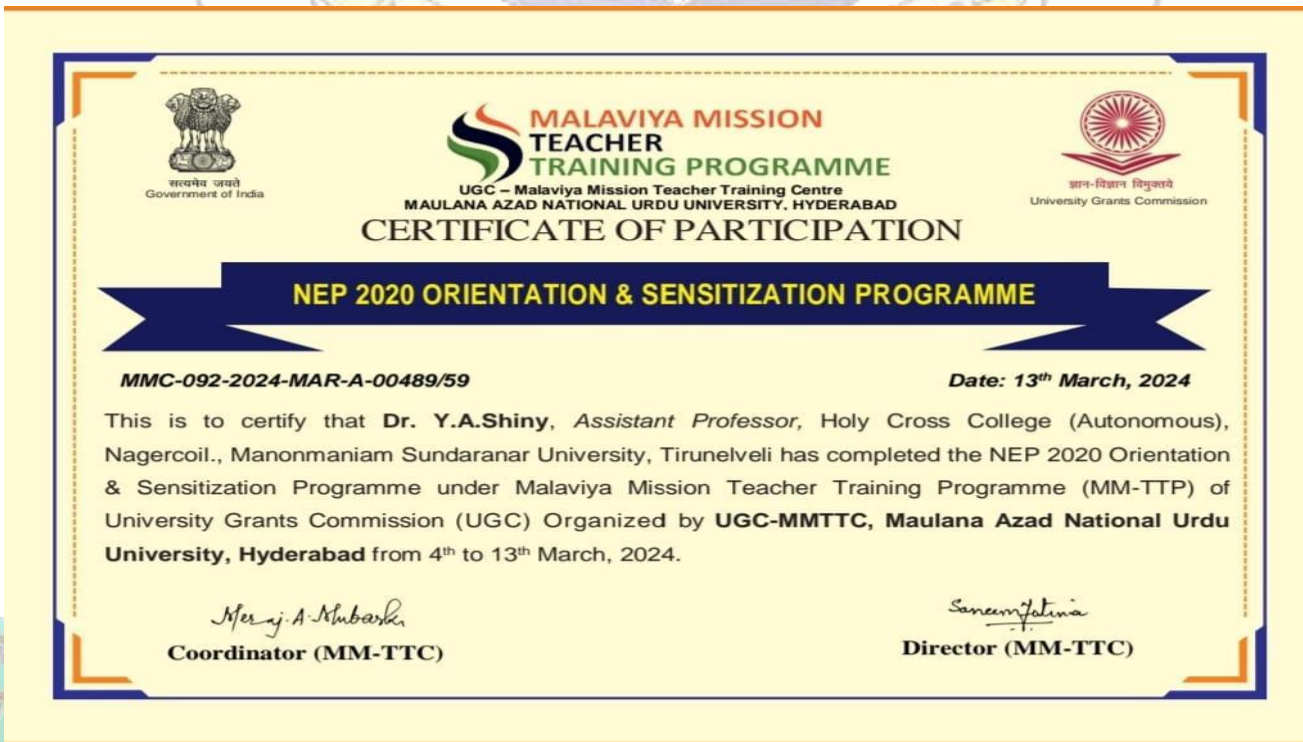 सत्यमेव जयते
Government of India
MALAVIYA MISSION
TEACHER
TRAINING PROGRAMME
UGC – Malaviya Mission Teacher Training Centre
MAULANA AZAD NATIONAL URDU UNIVERSITY. HYDERABAD
ज्ञान-विज्ञान विमुक्तये
University Grants Commission
CERTIFICATE OF PARTICIPATION
NEP 2020 ORIENTATION & SENSITIZATION PROGRAMME
MMC-092-2024-MAR-A-00489/59
Date: 13th March, 2024
This is to certify that Dr. Y.A.Shiny, Assistant Professor, Holy Cross College (Autonomous),
Nagercoil., Manonmaniam Sundaranar University, Tirunelveli has completed the NEP 2020 Orientation
& Sensitization Programme under Malaviya Mission Teacher Training Programme (MM-TTP) of
University Grants Commission (UGC) Organized by UGC-MMTTC, Maulana Azad National Urdu
University, Hyderabad from 4th to 13th March, 2024.
Coordinator (MM-TTC)
Director (MM-TTC)